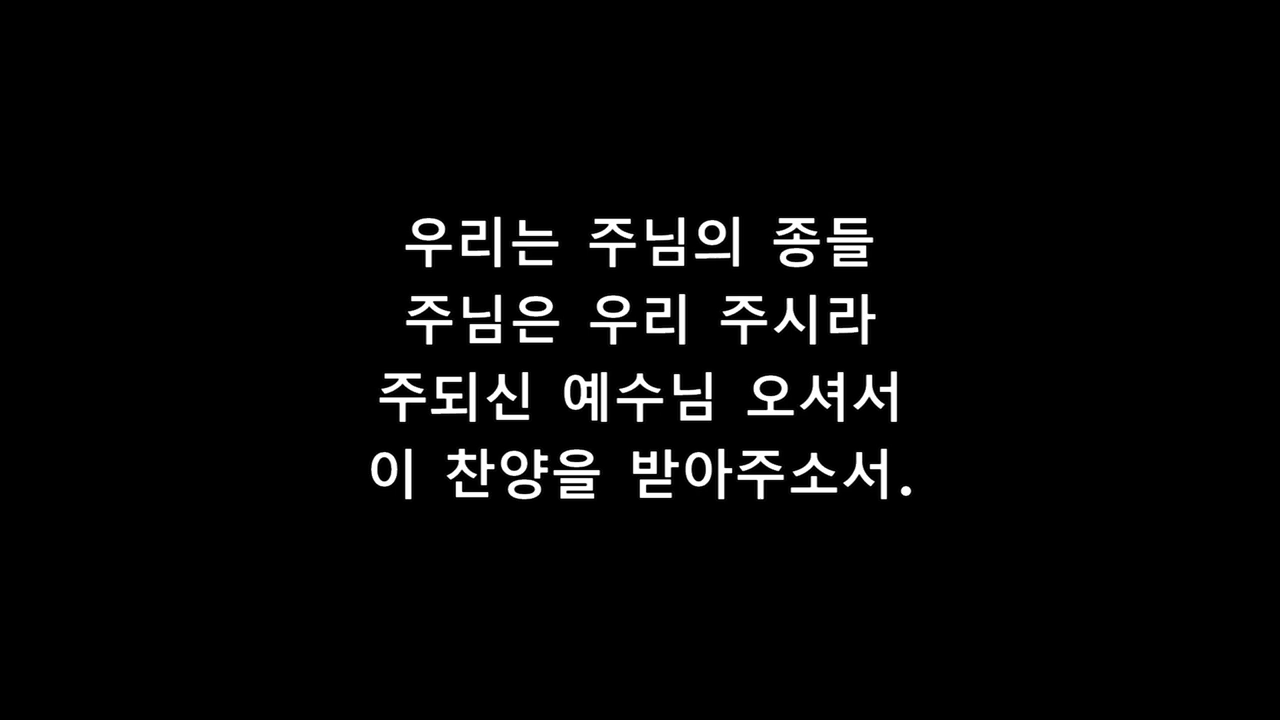 우리는 주님의 종들
주님은 우리 주시라
주되신 예수님 오셔서
이 찬양을 받아주소서.